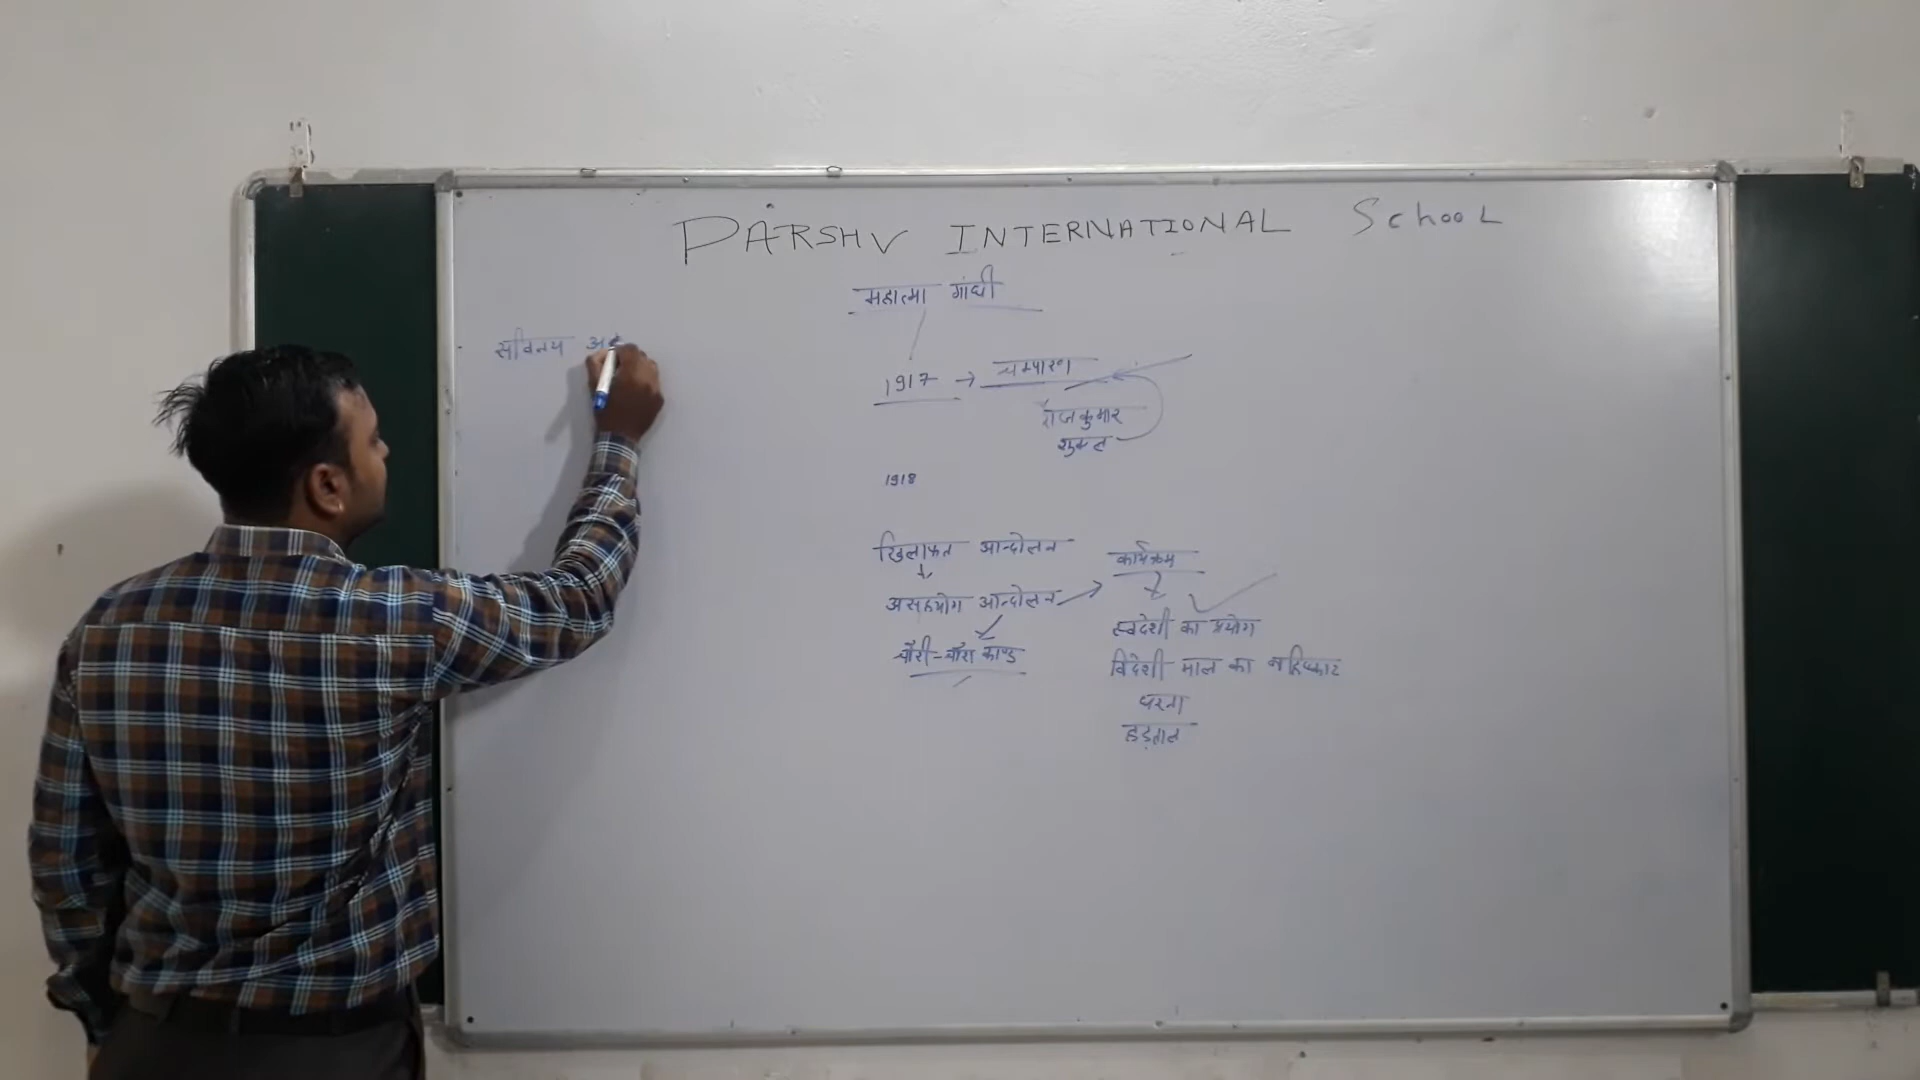 PARSHV INTERNATIONAL SCHOOL
महात्मा गांधी
सविनय
1917 → चम्पारण
राजकुमार
शुक्ल
1918
खिलाफत आन्दोलन
असहयोग आन्दोलन → कार्यक्रम
चौरी-चौरा काण्ड
स्वदेशी का प्रयोग
विदेशी माल का बहिष्कार
धरना
हड़ताल